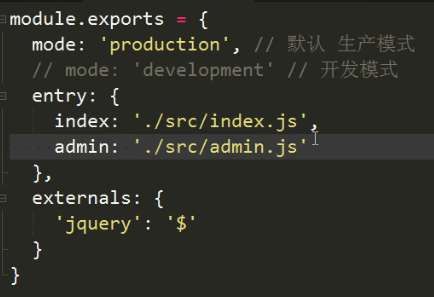 module.exports = {
  mode: 'production', // 默认 生产模式
  // mode: 'development' // 开发模式
  entry: {
    index: './src/index.js',
    admin: './src/admin.js'
  },
  externals: {
    'jquery': '$'
  }
}